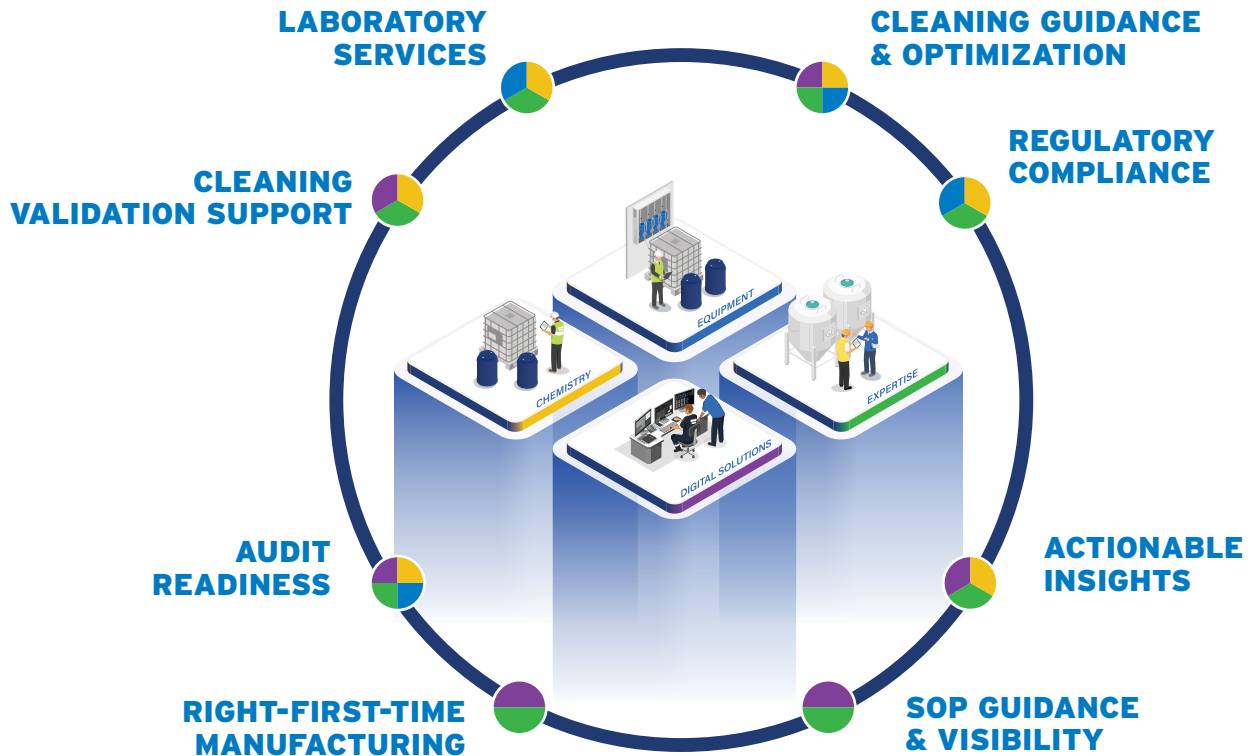 LABORATORY
SERVICES
CLEANING GUIDANCE
& OPTIMIZATION
REGULATORY
COMPLIANCE
CLEANING
VALIDATION SUPPORT
EQUIPMENT
CHEMISTRY
EXPERTISE
DIGITAL SOLUTIONS
AUDIT
READINESS
ACTIONABLE
INSIGHTS
RIGHT-FIRST-TIME
MANUFACTURING
SOP GUIDANCE
& VISIBILITY